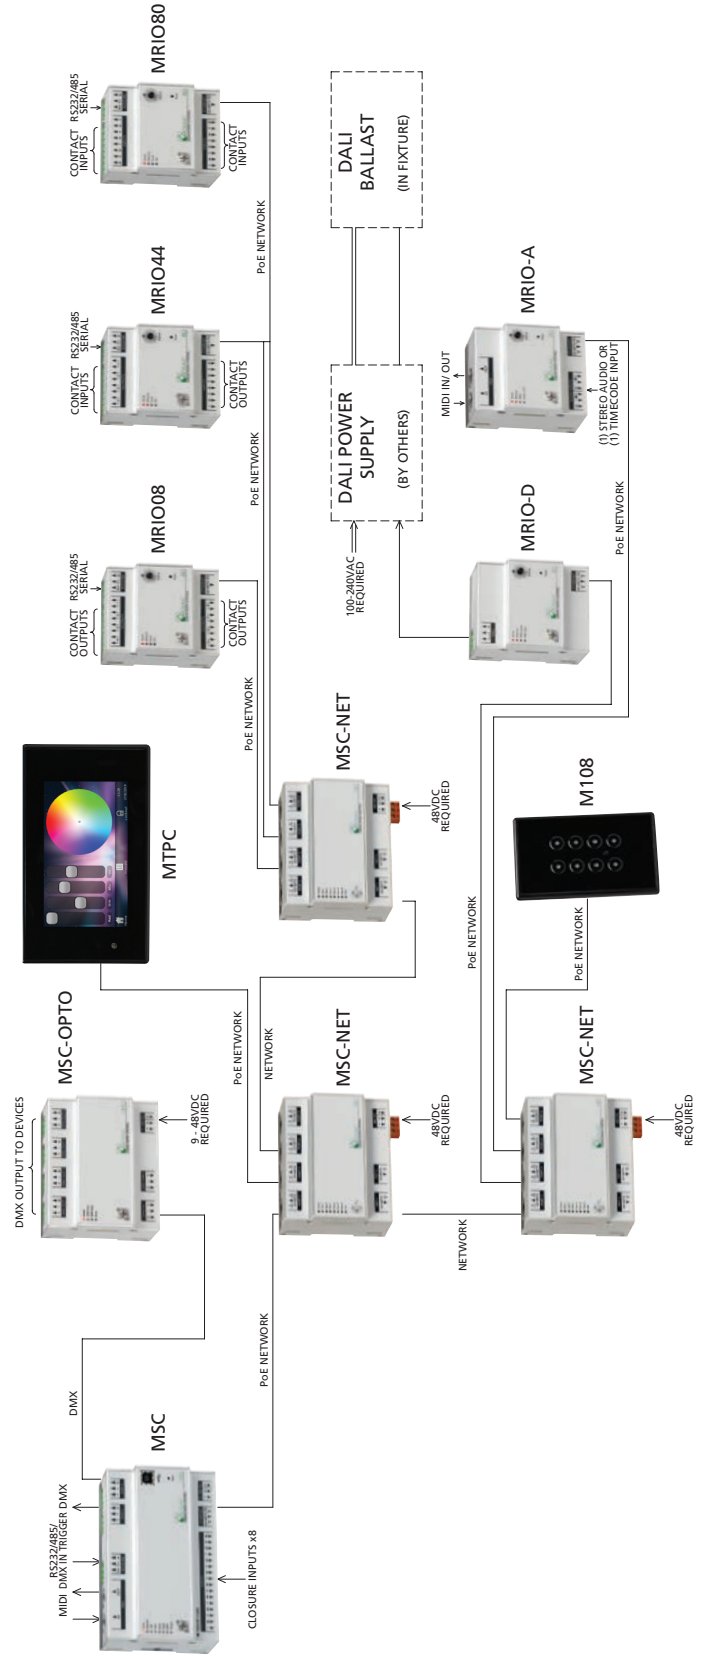 MIDI
DMX IN
RS232/485/
TRIGGER
DMX
CLOSURE INPUTS x8
MSC
DMX
PoE NETWORK
DMX OUTPUT TO DEVICES
MSC-OPTO
9 - 48VDC
REQUIRED
PoE NETWORK
NETWORK
MSC-NET
48VDC
REQUIRED
NETWORK
MSC-NET
48VDC
REQUIRED
MTPC
MSC-NET
48VDC
REQUIRED
PoE NETWORK
PoE NETWORK
M108
CONTACT
OUTPUTS
RS232/485
SERIAL
MRIO08
CONTACT
OUTPUTS
PoE NETWORK
CONTACT
INPUTS
RS232/485
SERIAL
MRIO44
CONTACT
OUTPUTS
PoE NETWORK
CONTACT
INPUTS
RS232/485
SERIAL
MRIO80
CONTACT
INPUTS
PoE NETWORK
100-240VAC
REQUIRED
DALI POWER
SUPPLY
(BY OTHERS)
DALI
BALLAST
(IN FIXTURE)
MRIO-D
MIDI IN/ OUT
MRIO-A
(1) STEREO AUDIO OR
(1) TIMECODE INPUT
PoE NETWORK